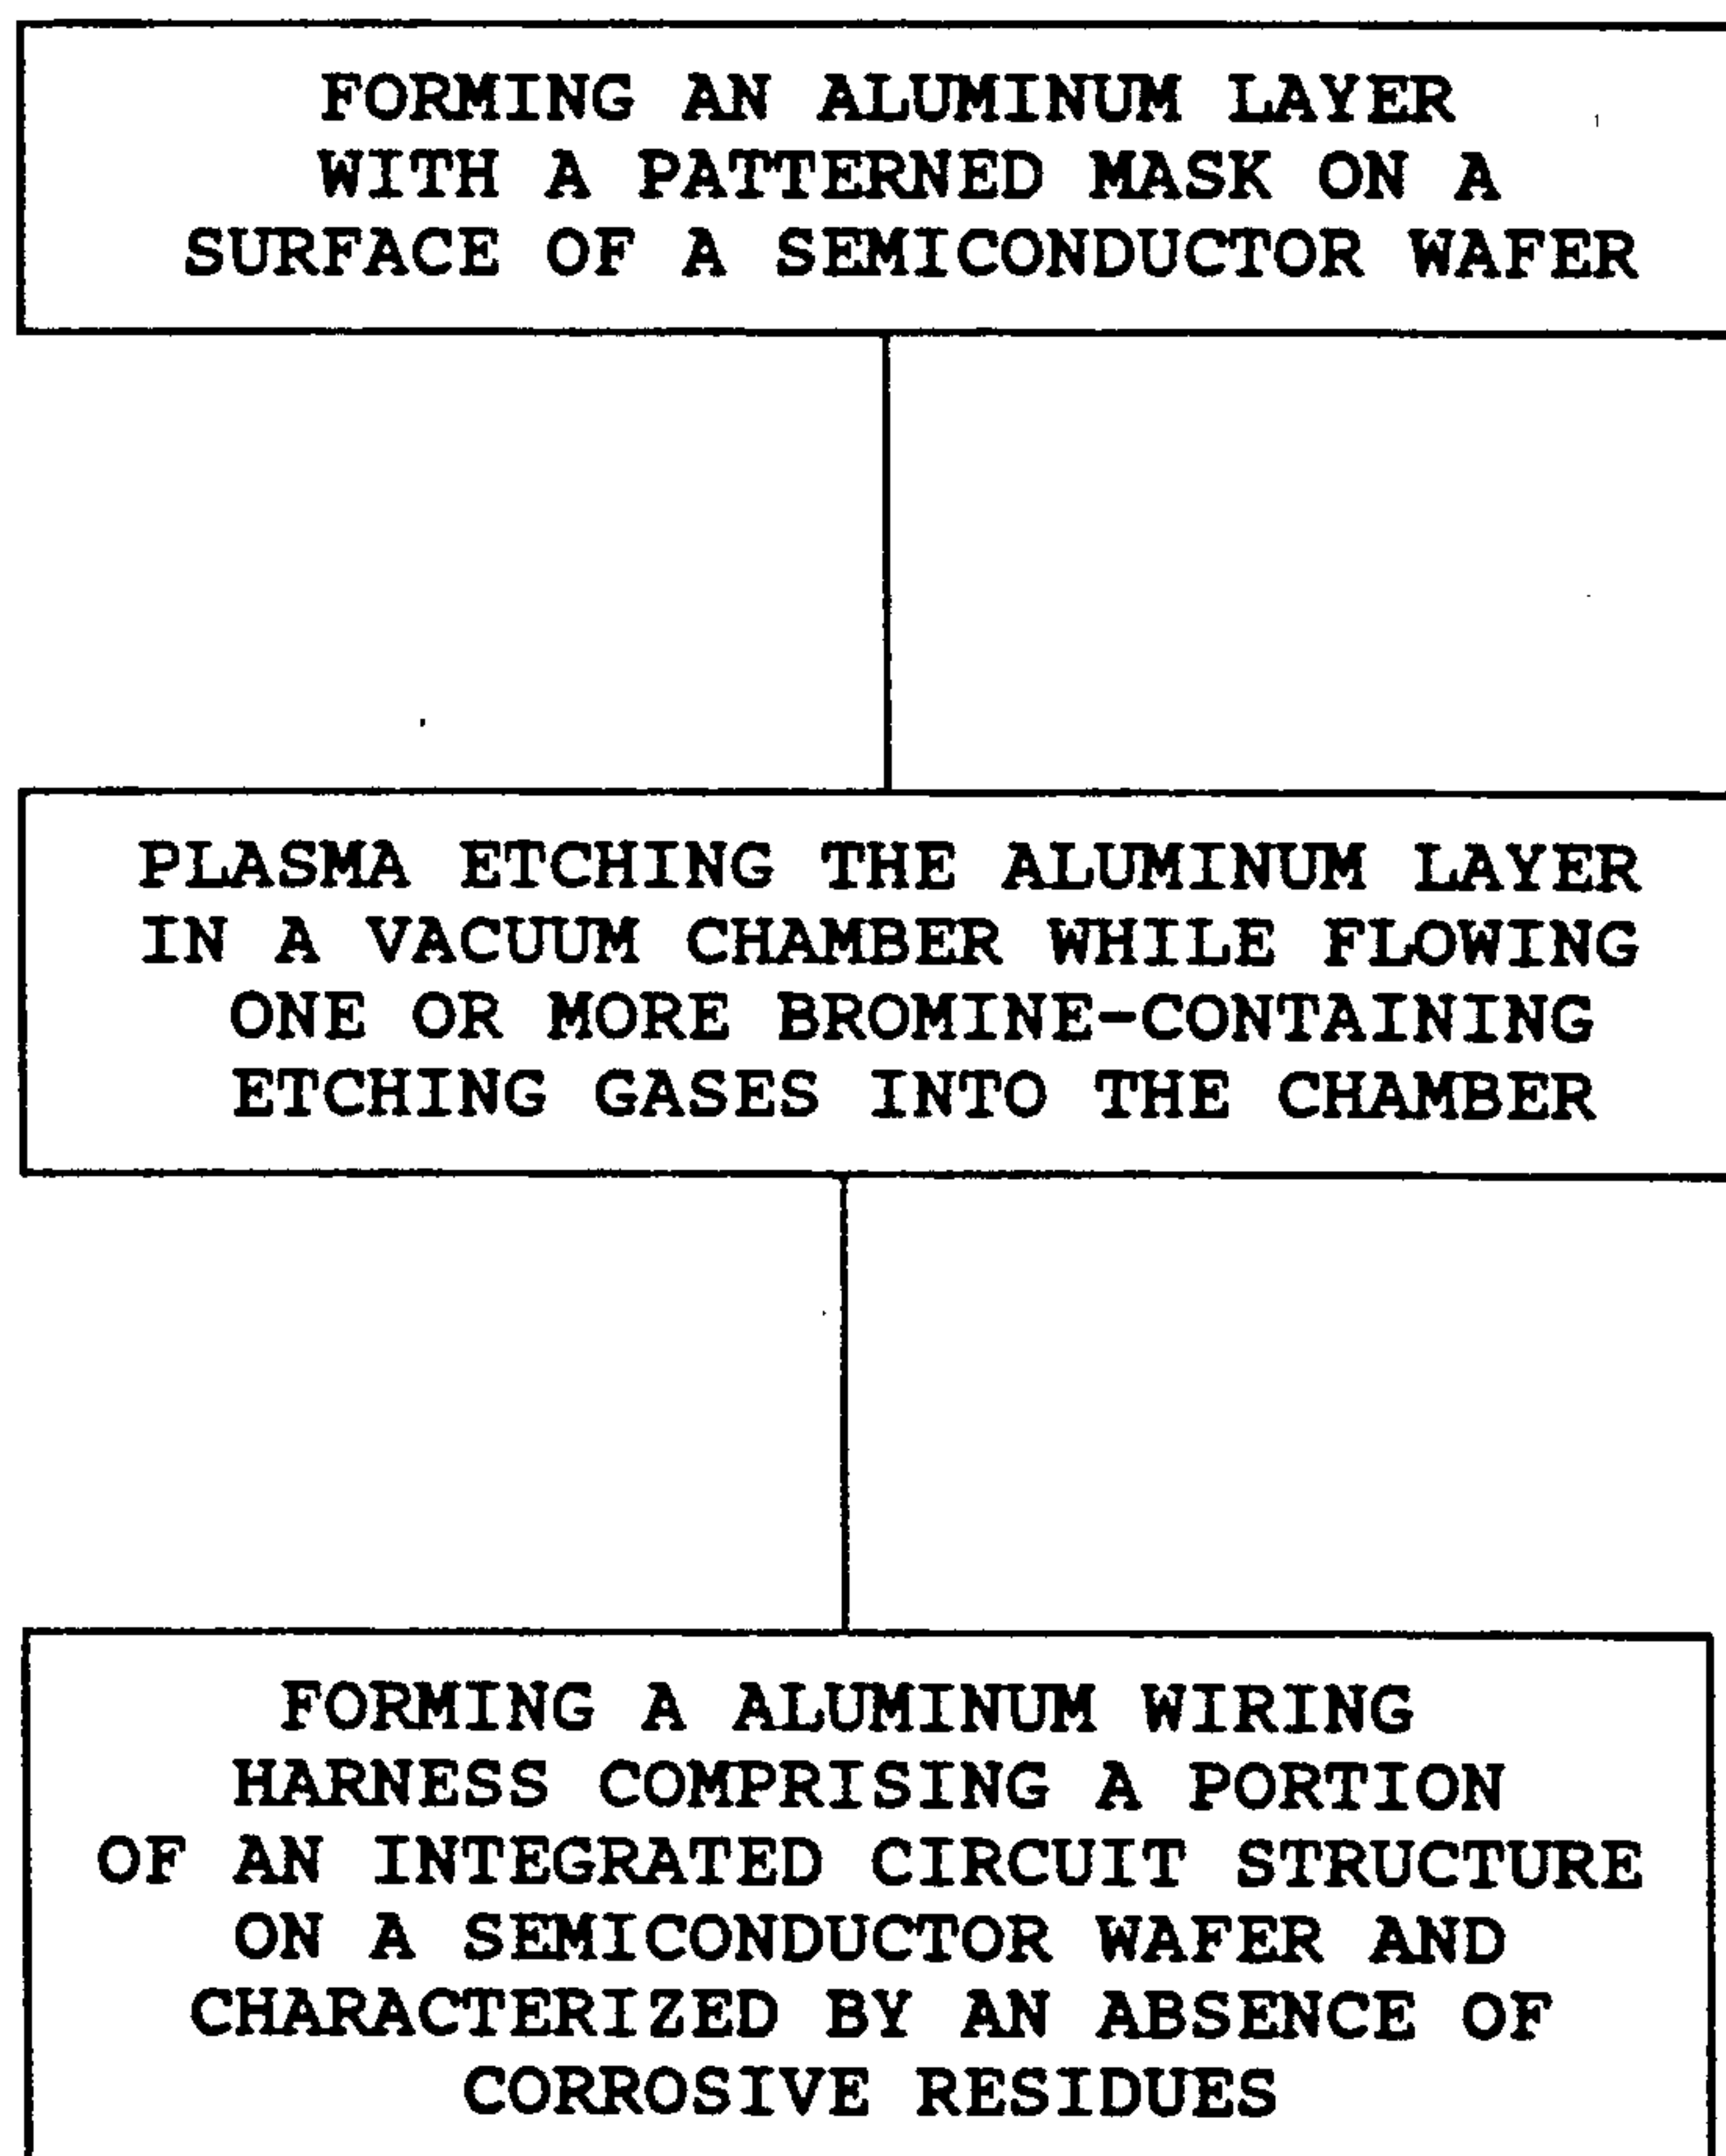 FORMING AN ALUMINUM LAYER
WITH A PATTERNED MASK ON A
SURFACE OF A SEMICONDUCTOR WAFER
PLASMA ETCHING THE ALUMINUM LAYER
IN A VACUUM CHAMBER WHILE FLOWING
ONE OR MORE BROMINE-CONTAINING
ETCHING GASES INTO THE CHAMBER
FORMING A ALUMINUM WIRING
HARNESS COMPRISING A PORTION
OF AN INTEGRATED CIRCUIT STRUCTURE
ON A SEMICONDUCTOR WAFER AND
CHARACTERIZED BY AN ABSENCE OF
CORROSIVE RESIDUES